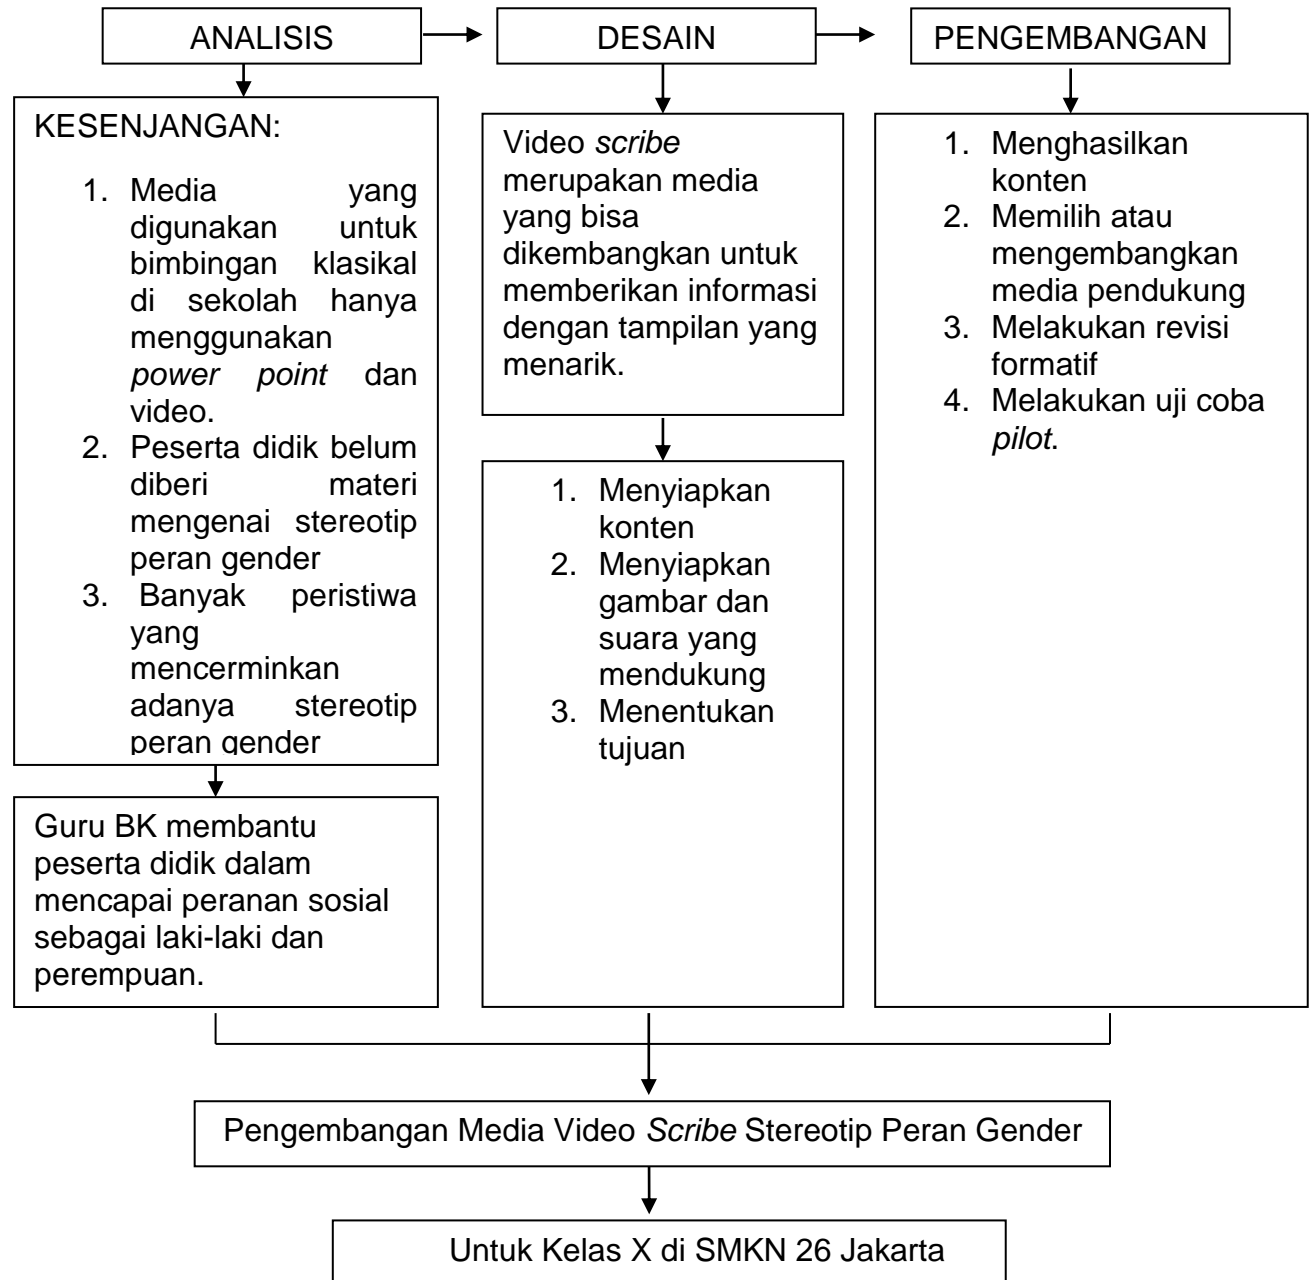 ANALISIS
DESAIN
PENGEMBANGAN
KESENJANGAN:
1. Media yang
digunakan untuk
bimbingan klasikal
di sekolah hanya
menggunakan
power point dan
video.
2. Peserta didik belum
diberi materi
mengenai stereotip
peran gender
3. Banyak peristiwa
yang
mencerminkan
adanya stereotip
peran gender
Guru BK membantu
peserta didik dalam
mencapai peranan sosial
sebagai laki-laki dan
perempuan.
Video scribe
merupakan media
yang bisa
dikembangkan untuk
memberikan informasi
dengan tampilan yang
menarik.
1. Menyiapkan
konten
2. Menyiapkan
gambar dan
suara yang
mendukung
3. Menentukan
tujuan
1. Menghasilkan
konten
2. Memilih atau
mengembangkan
media pendukung
3. Melakukan revisi
formatif
4. Melakukan uji coba
pilot.
Pengembangan Media Video Scribe Stereotip Peran Gender
Untuk Kelas X di SMKN 26 Jakarta